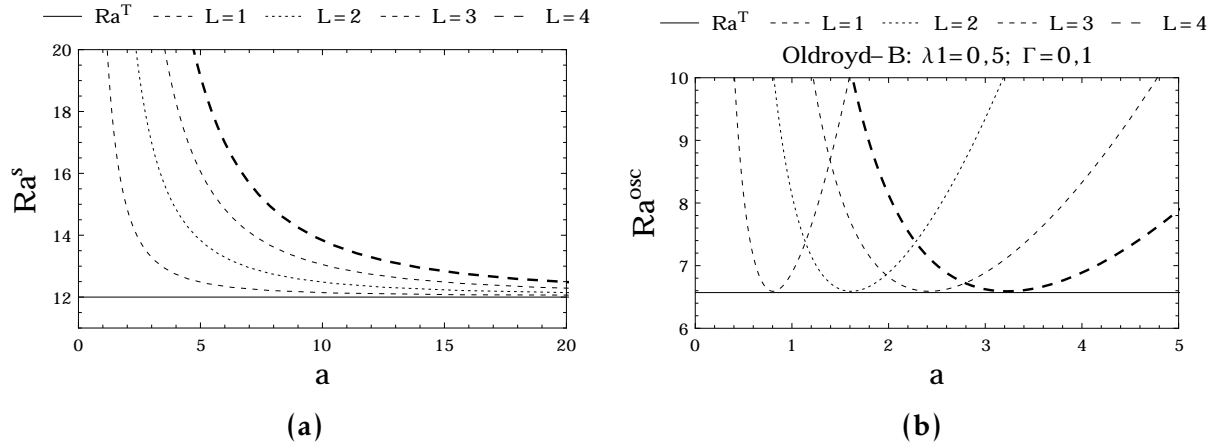 Ra^T L=1 L=2 L=3 L=4
20
18
16
14
12
Ra^s
0 5 10 15 20
a
(a)
Ra^T L=1 L=2 L=3 L=4
Oldroyd–B: λ1=0,5; Γ=0,1
10
9
8
7
6
Ra^osc
0 1 2 3 4 5
a
(b)